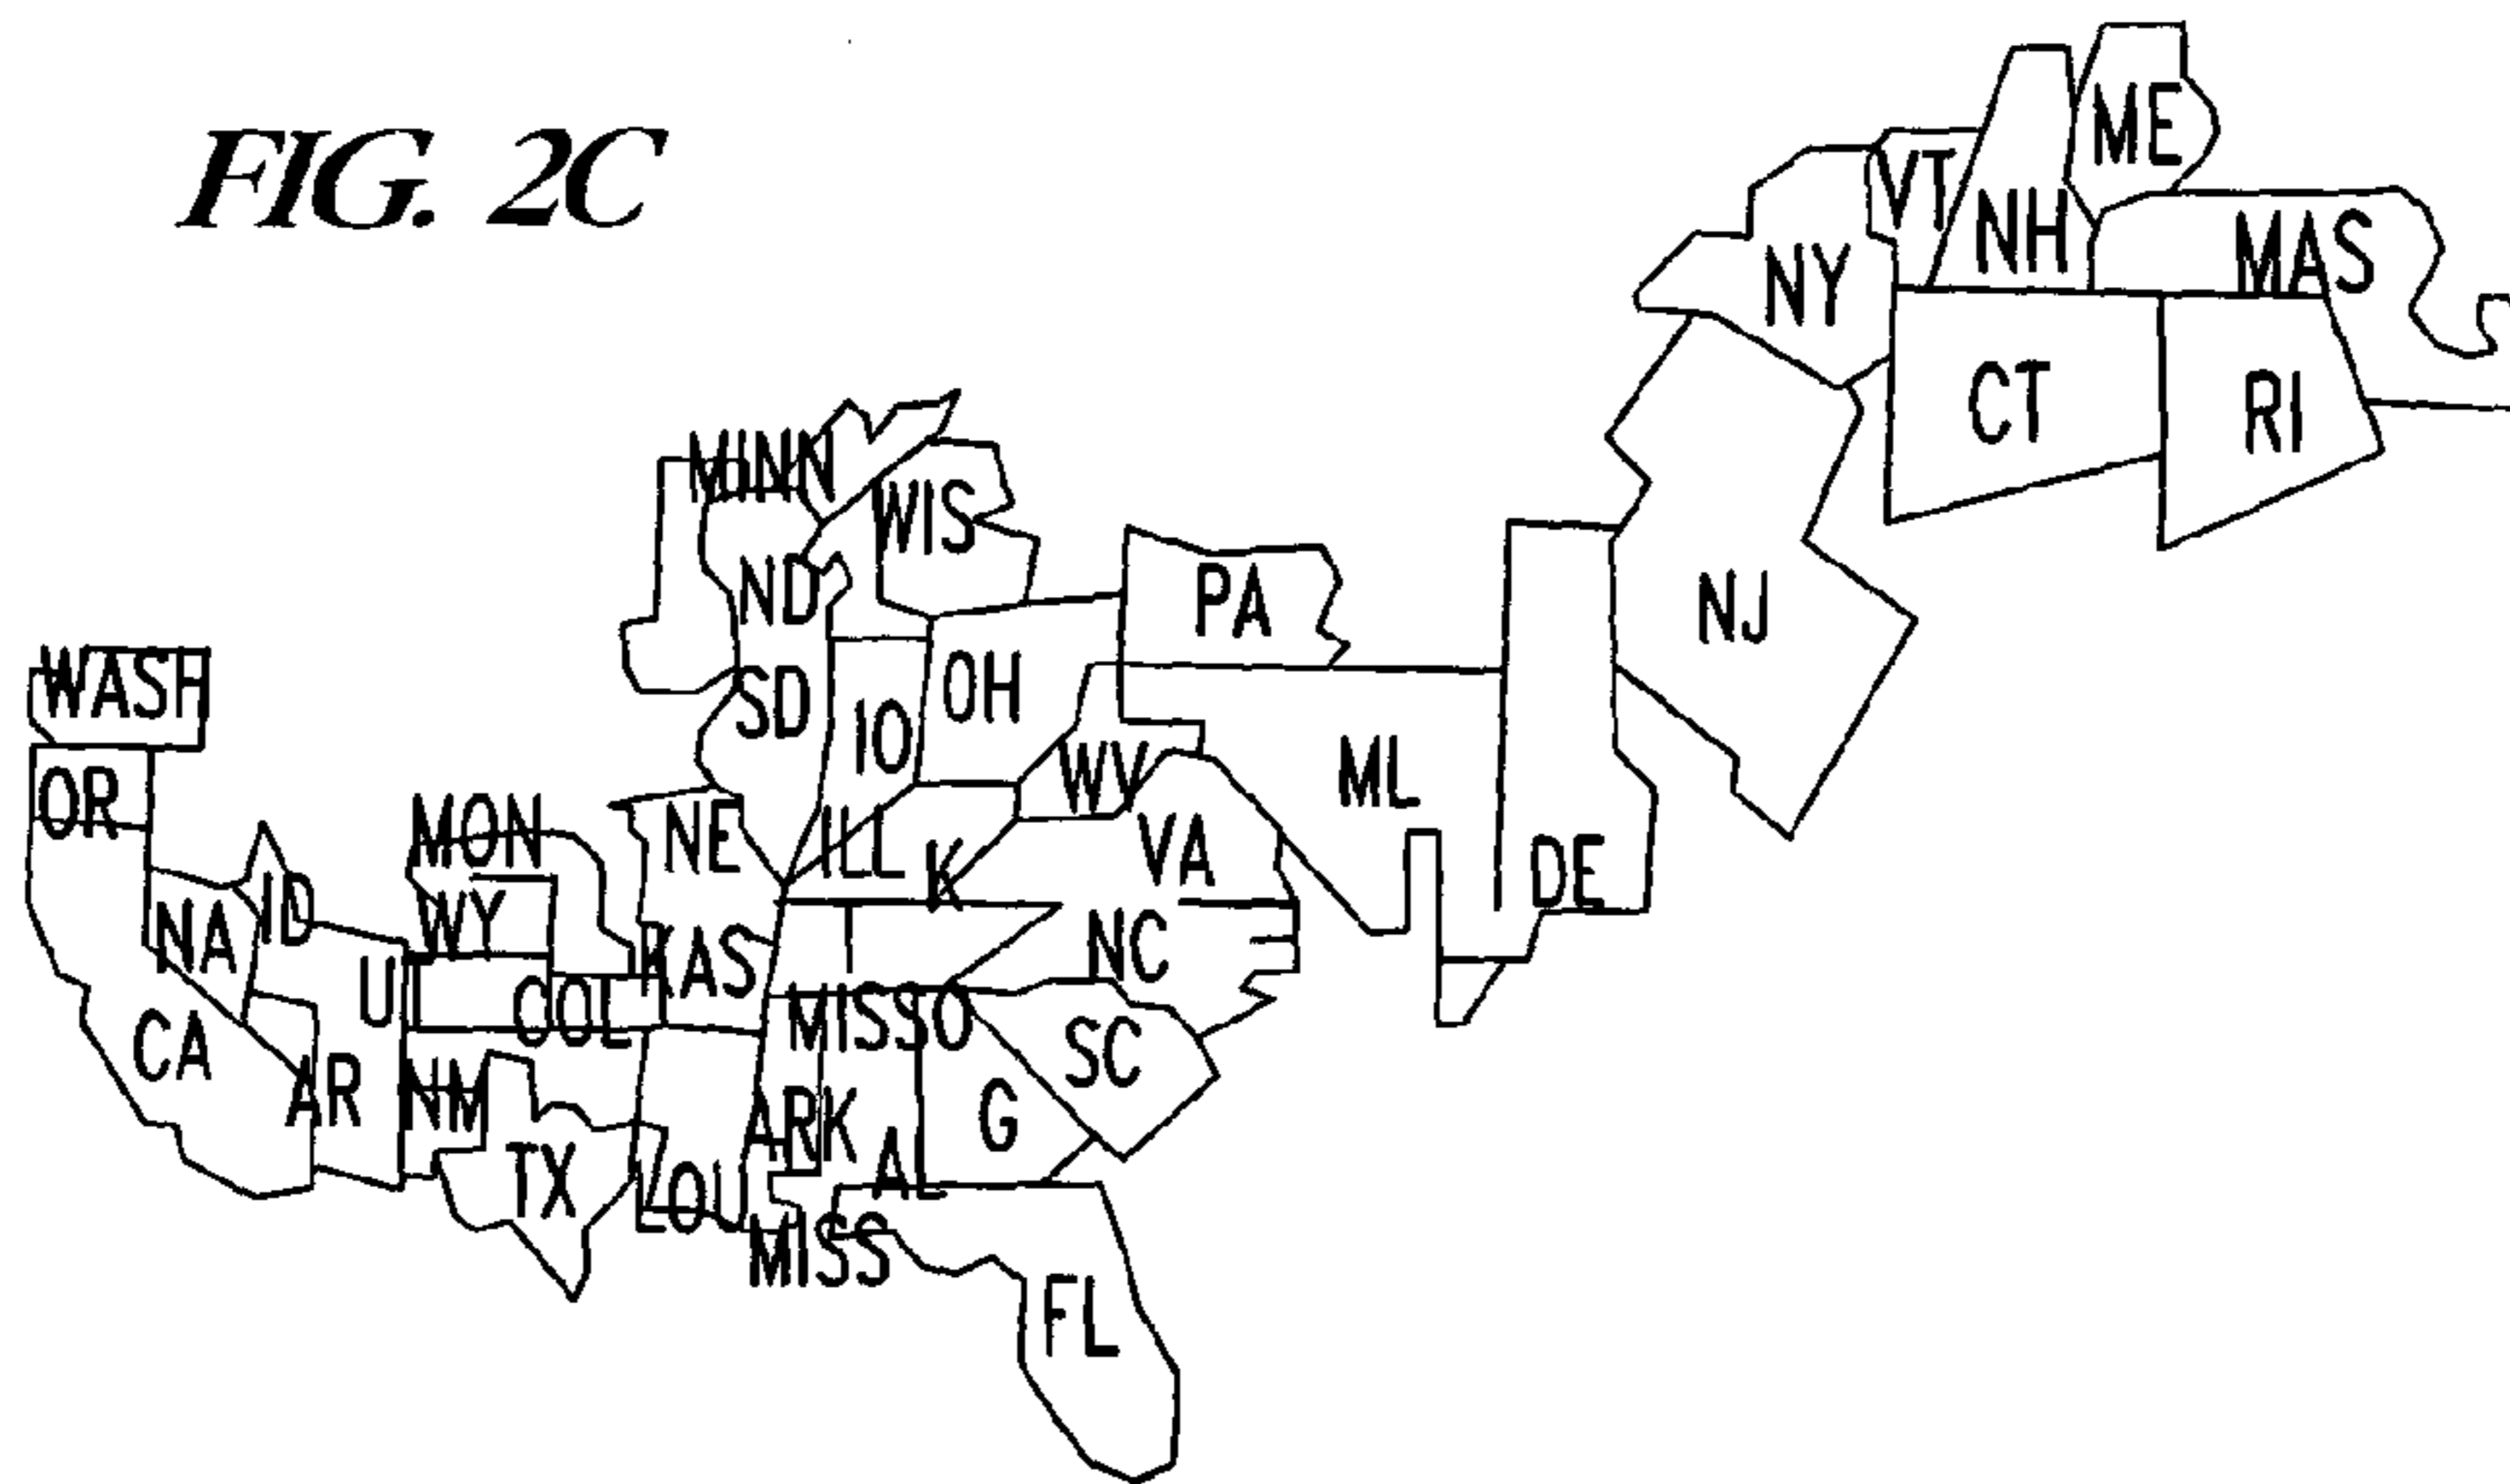 FIG. 2C
ME
VT
NH
MAS
NY
CT
RI
MINN
WIS
ND
PA
NJ
WASH
SD
OH
IO
OR
WV
ML
MON
NE
ILL
K
VA
DE
ID
NA
WY
KAS
T
NC
U
COL
MISSO
CA
SC
AR
NM
ARK
G
TX
AL
LOU
MISS
FL